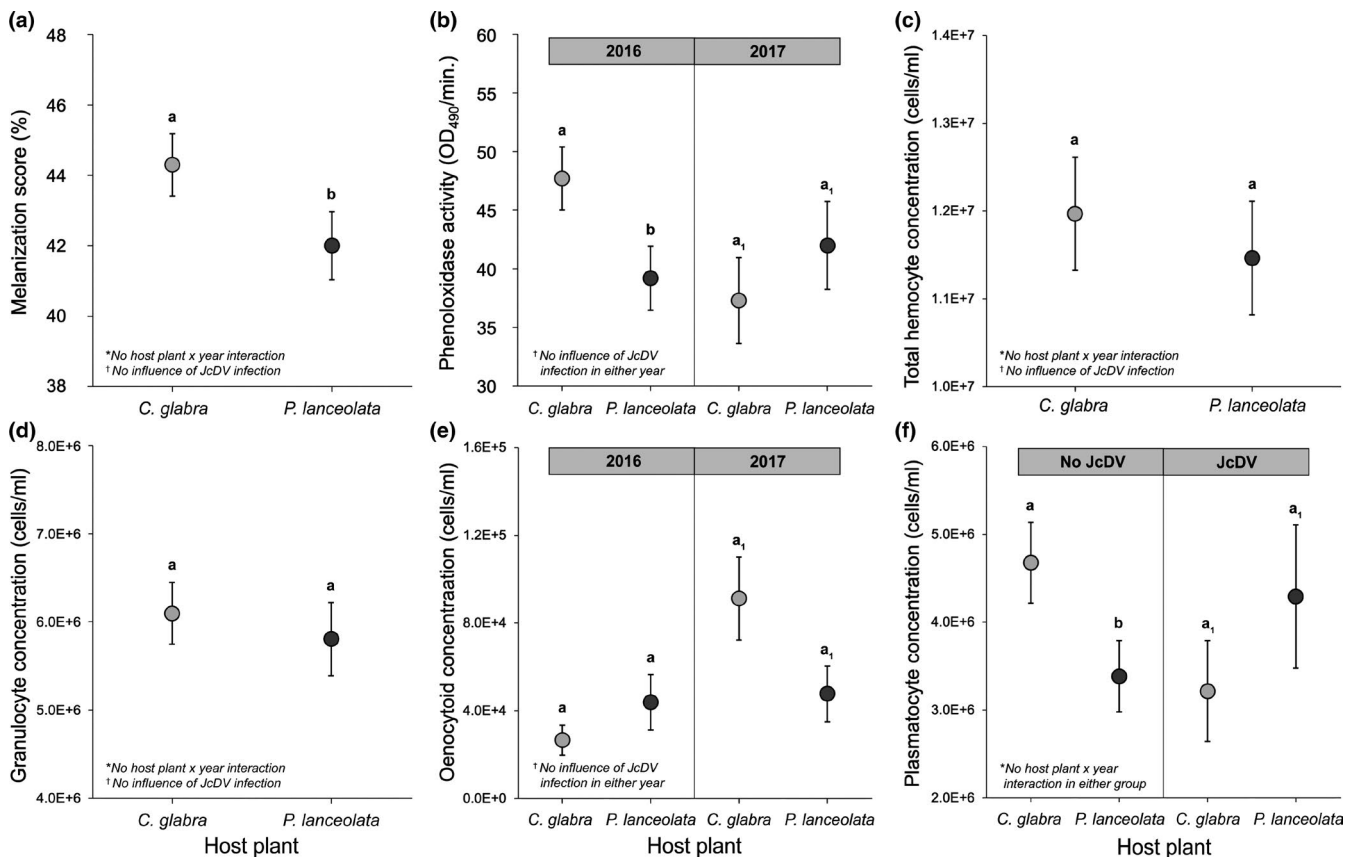 (a)
Melanization score (%)
48
46
44
42
40
38
a
b
*No host plant x year interaction
†No influence of JcDV infection
C. glabra
P. lanceolata
(b)
Phenoloxidase activity (OD490/min.)
60
55
50
45
40
35
30
2016
2017
a
b
a1
a1
† No influence of JcDV
infection in either year
C. glabra
P. lanceolata
C. glabra
P. lanceolata
(c)
Total hemocyte concentration (cells/ml)
1.4E+7
1.3E+7
1.2E+7
1.1E+7
1.0E+7
a
a
*No host plant x year interaction
†No influence of JcDV infection
C. glabra
P. lanceolata
(d)
Granulocyte concentration (cells/ml)
8.0E+6
7.0E+6
6.0E+6
5.0E+6
4.0E+6
a
a
*No host plant x year interaction
†No influence of JcDV infection
C. glabra
P. lanceolata
Host plant
(e)
Oenocytoid concentraation (cells/ml)
1.6E+5
1.2E+5
8.0E+4
4.0E+4
0.0E+0
2016
2017
a
a
a1
a1
† No influence of JcDV
infection in either year
C. glabra
P. lanceolata
C. glabra
P. lanceolata
Host plant
(f)
Plasmatocyte concentration (cells/ml)
6.0E+6
5.0E+6
4.0E+6
3.0E+6
2.0E+6
No JcDV
JcDV
a
b
a1
a1
*No host plant x year
interaction in either group
C. glabra
P. lanceolata
C. glabra
P. lanceolata
Host plant